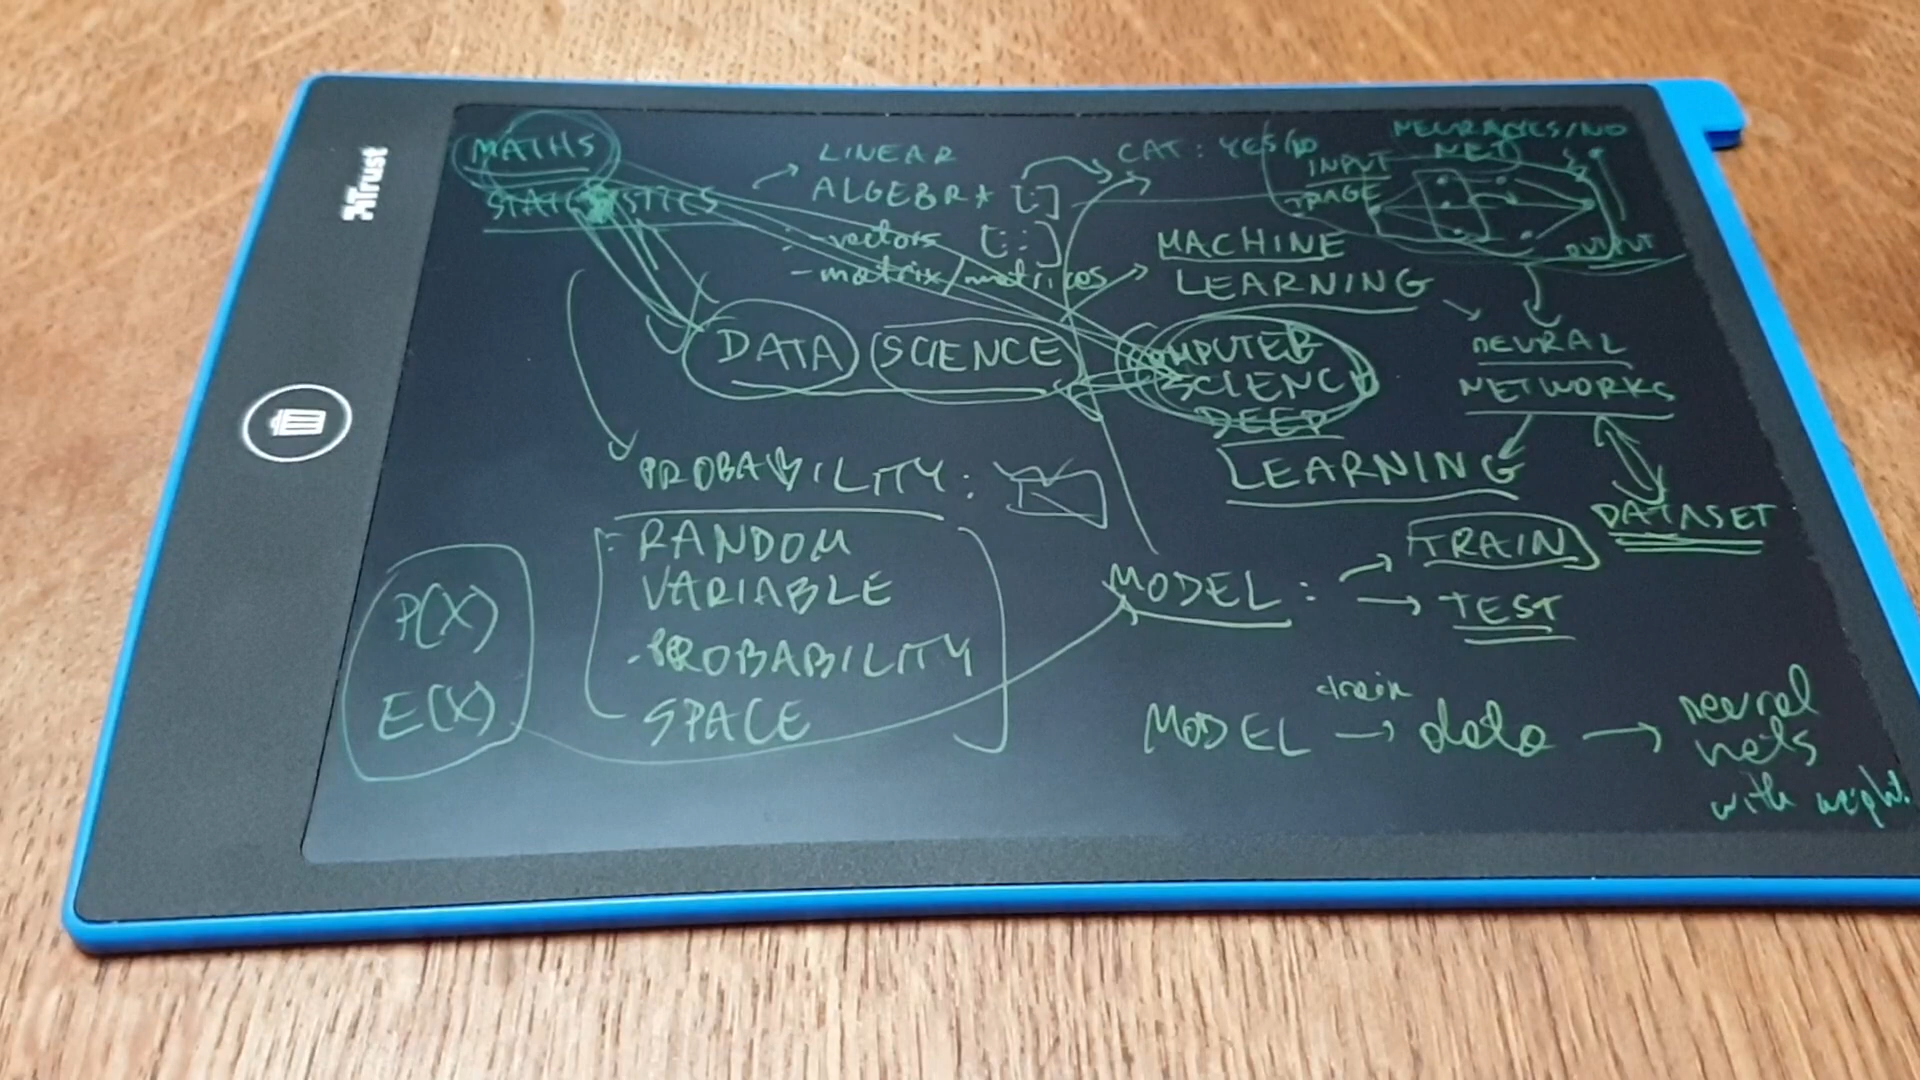 Trust
MATHS
STATISTICS
LINEAR
ALGEBRA
- vectors
- matrix/matrices
CAT: YES/NO
INPUT
IMAGE
NET
OUTPUT
MACHINE
LEARNING
DATA SCIENCE
COMPUTER
SCIENCE
DEEP
LEARNING
NEURAL
NETWORKS
DATASET
PROBABILITY:
- RANDOM
VARIABLE
- PROBABILITY
SPACE
P(X)
E(X)
MODEL: → TRAIN
→ TEST
train
MODEL → data → neural
nets
with